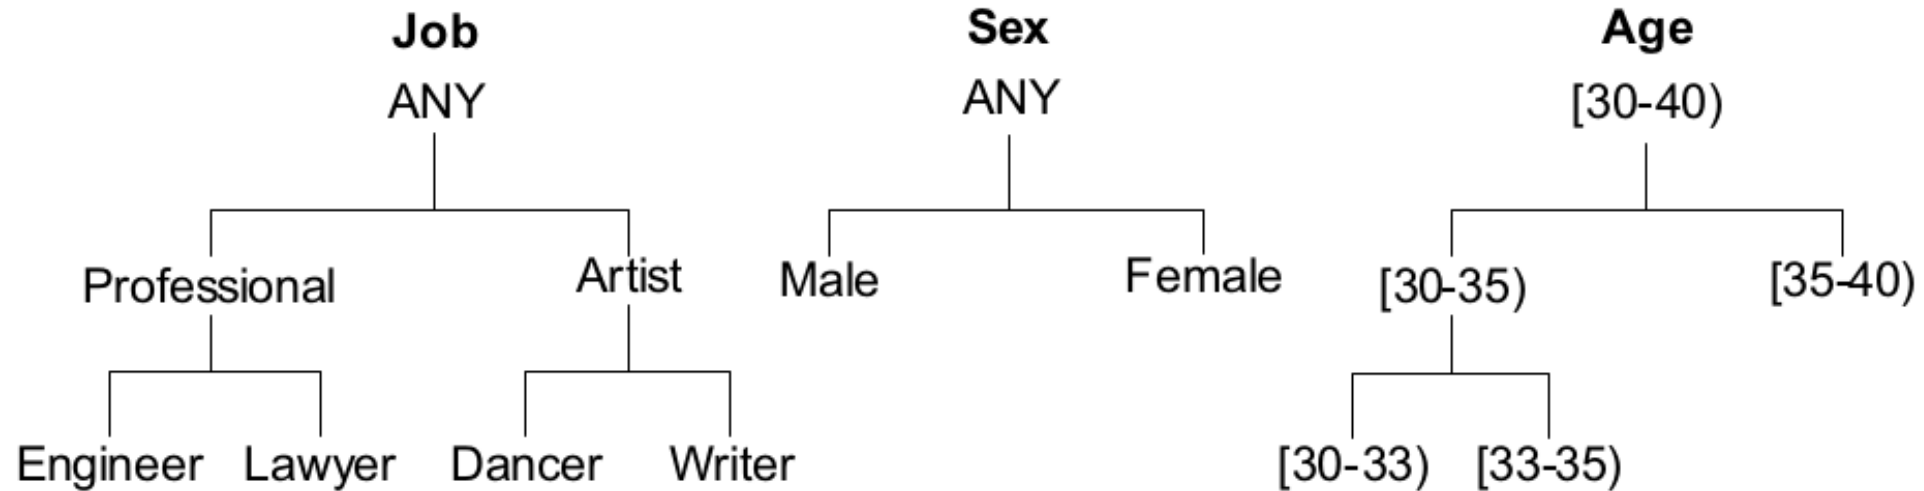 Job Sex Age
ANY ANY [30-40)
Professional Artist Male Female [30-35) [35-40)
Engineer Lawyer Dancer Writer [30-33) [33-35)